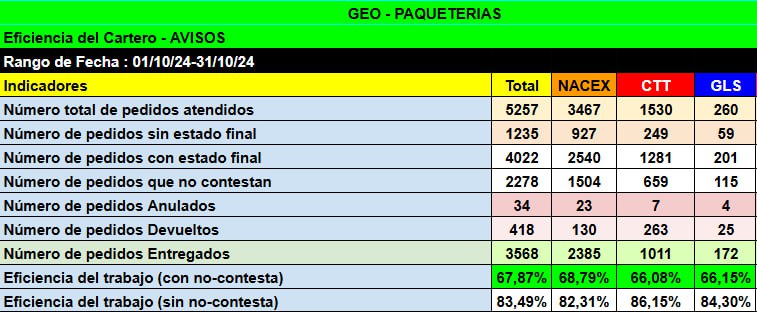 GEO - PAQUETERIAS
Eficiencia del Cartero - AVISOS
Rango de Fecha : 01/10/24-31/10/24
Indicadores Total NACEX CTT GLS
Número total de pedidos atendidos 5257 3467 1530 260
Número de pedidos sin estado final 1235 927 249 59
Número de pedidos con estado final 4022 2540 1281 201
Número de pedidos que no contestan 2278 1504 659 115
Número de pedidos Anulados 34 23 7 4
Número de pedidos Devueltos 418 130 263 25
Número de pedidos Entregados 3568 2385 1011 172
Eficiencia del trabajo (con no-contesta) 67,87% 68,79% 66,08% 66,15%
Eficiencia del trabajo (sin no-contesta) 83,49% 82,31% 86,15% 84,30%